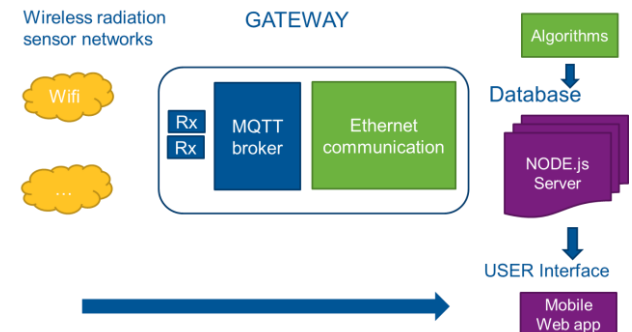 Wireless radiation
sensor networks
GATEWAY
Wifi
...
Rx
Rx
MQTT
broker
Ethernet
communication
Algorithms
Database
NODE.js
Server
USER Interface
Mobile
Web app